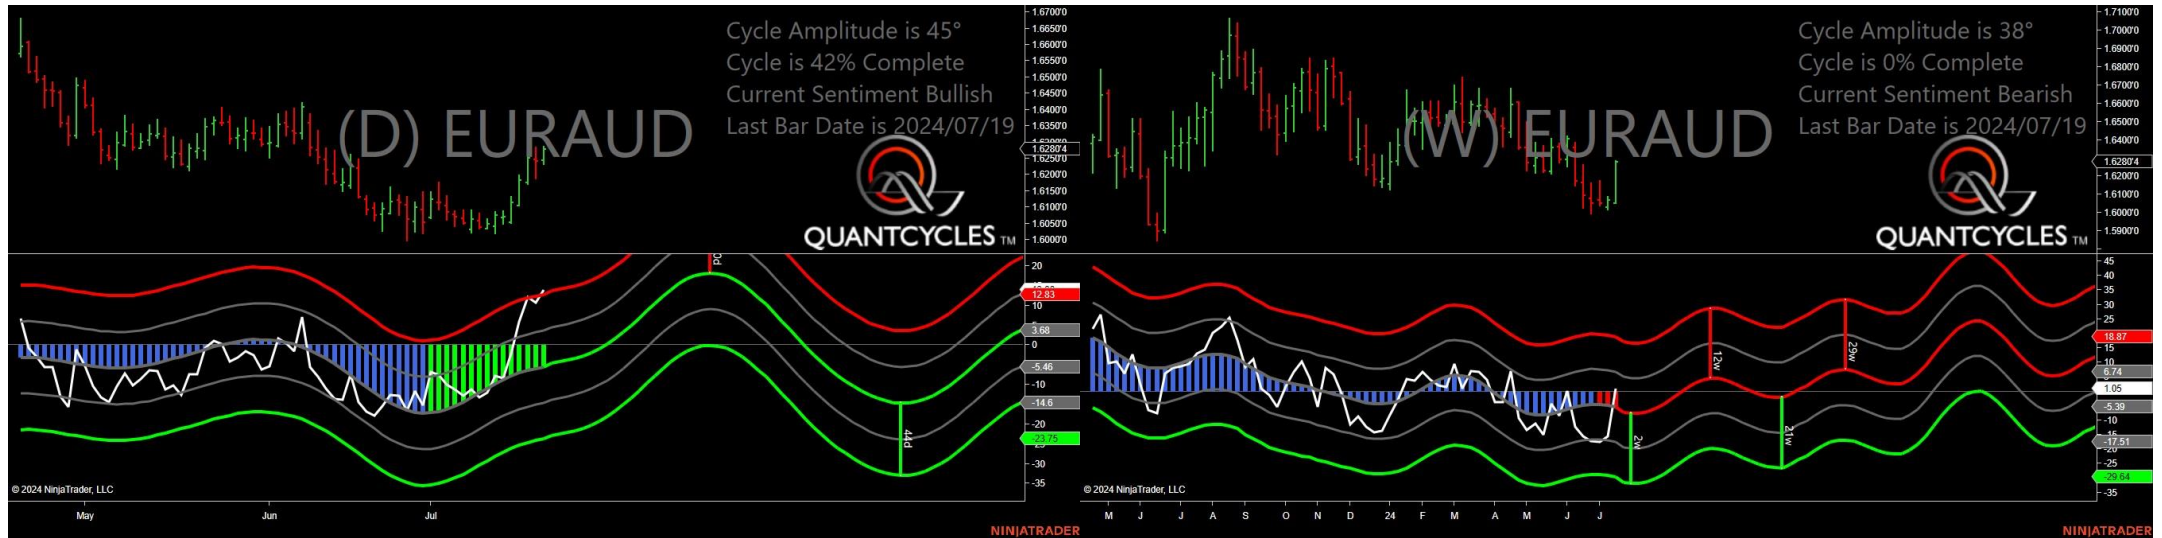 Cycle Amplitude is 45°
Cycle is 42% Complete
Current Sentiment Bullish
Last Bar Date is 2024/07/19
(D) EURAUD
QUANTCYCLES TM
1.6700'0
1.6650'0
1.6600'0
1.6550'0
1.6500'0
1.6450'0
1.6400'0
1.6350'0
1.6280'4
1.6250'0
1.6200'0
1.6150'0
1.6100'0
1.6050'0
1.6000'0
20
12.83
10
3.68
0
-5.46
-10
-14.6
-20
-23.75
-30
-35
44d
© 2024 NinjaTrader, LLC
May Jun Jul
NINJATRADER
Cycle Amplitude is 38°
Cycle is 0% Complete
Current Sentiment Bearish
Last Bar Date is 2024/07/19
(W) EURAUD
QUANTCYCLES TM
1.7100'0
1.7000'0
1.6900'0
1.6800'0
1.6700'0
1.6600'0
1.6500'0
1.6400'0
1.6280'4
1.6200'0
1.6100'0
1.6000'0
1.5900'0
45
40
35
30
25
18.87
15
10
6.74
1.05
-5.39
-10
-17.51
-20
-25
-29.64
-35
2w
12w
21w
29w
© 2024 NinjaTrader, LLC
M J J A S O N D 24 F M A M J J
NINJATRADER